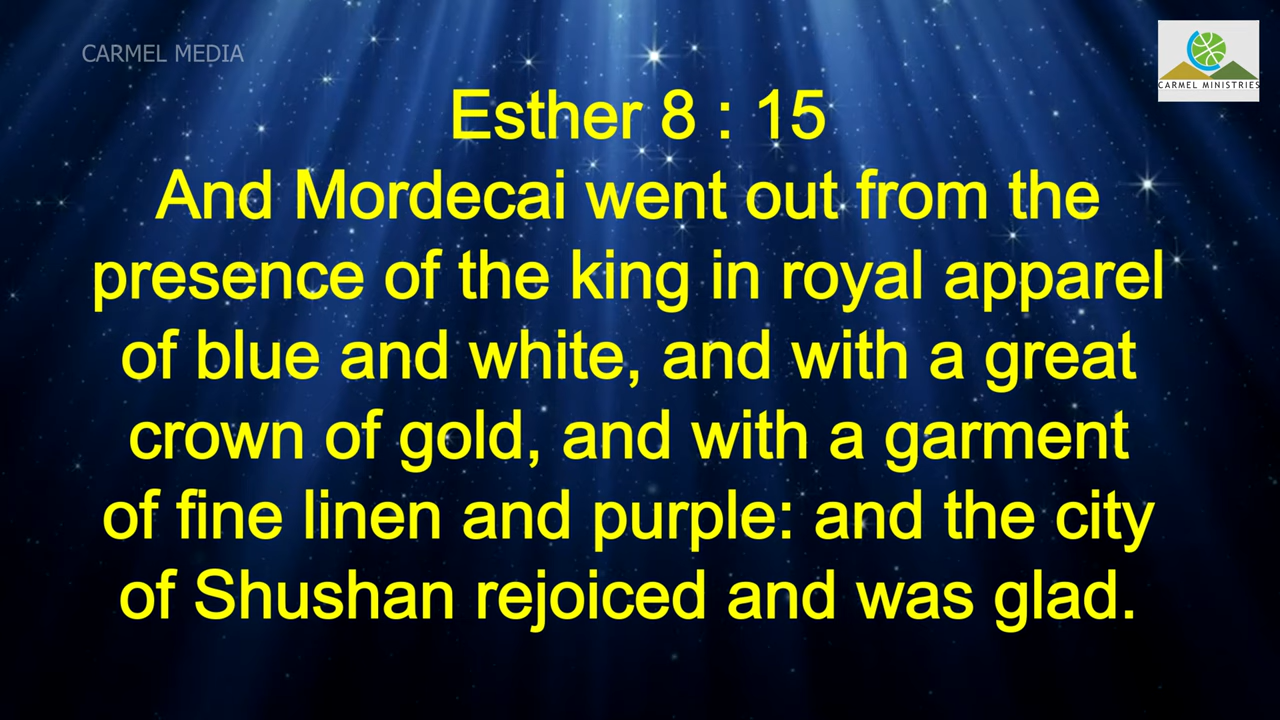 CARMEL MEDIA
CARMEL MINISTRIES
Esther 8 : 15
And Mordecai went out from the
presence of the king in royal apparel
of blue and white, and with a great
crown of gold, and with a garment
of fine linen and purple: and the city
of Shushan rejoiced and was glad.